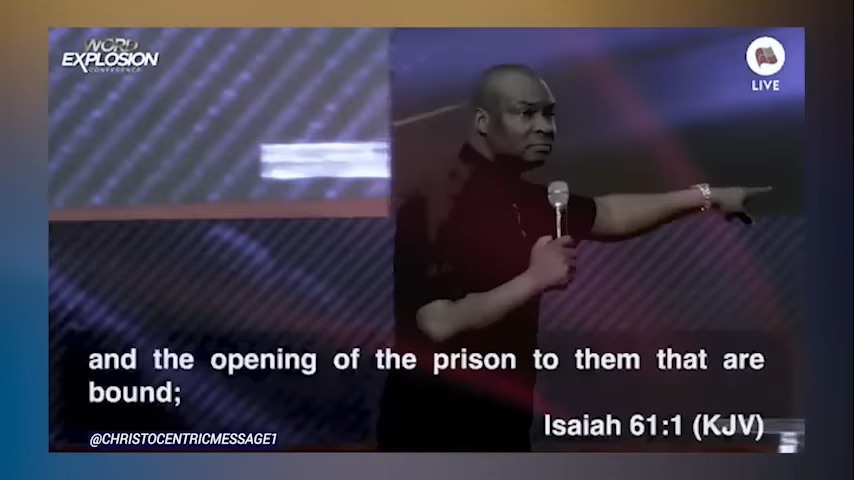 WORD
EXPLOSION
CONFERENCE
LIVE
and the opening of the prison to them that are
bound;
Isaiah 61:1 (KJV)
@CHRISTOCENTRICMESSAGE1